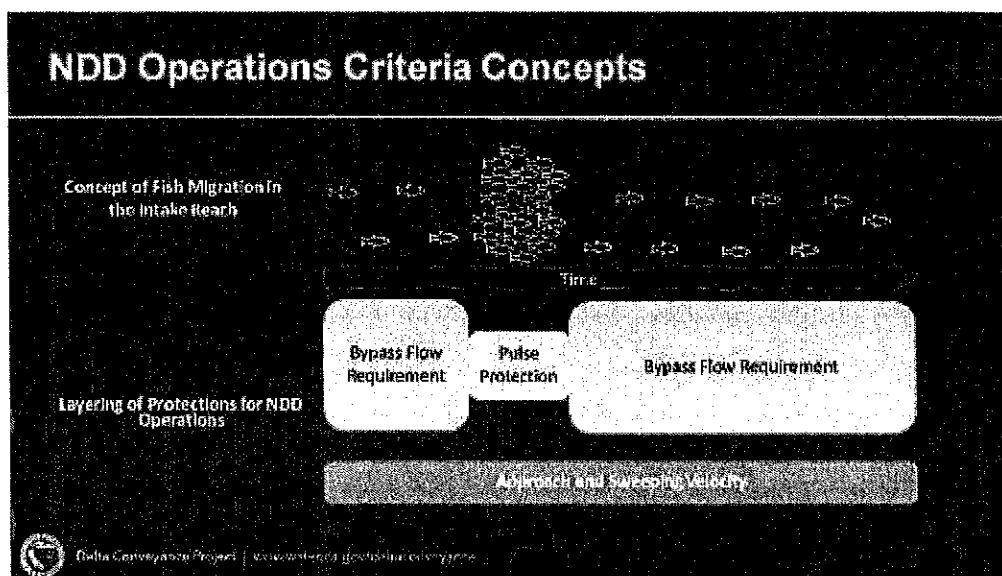 NDD Operations Criteria Concepts
Concept of Fish Migration in
the Intake Reach
Time
Bypass Flow
Requirement
Pulse
Protection
Bypass Flow Requirement
Layering of Protections for NDD
Operations
Approach and Sweeping Velocity
Delta Conveyance Project |